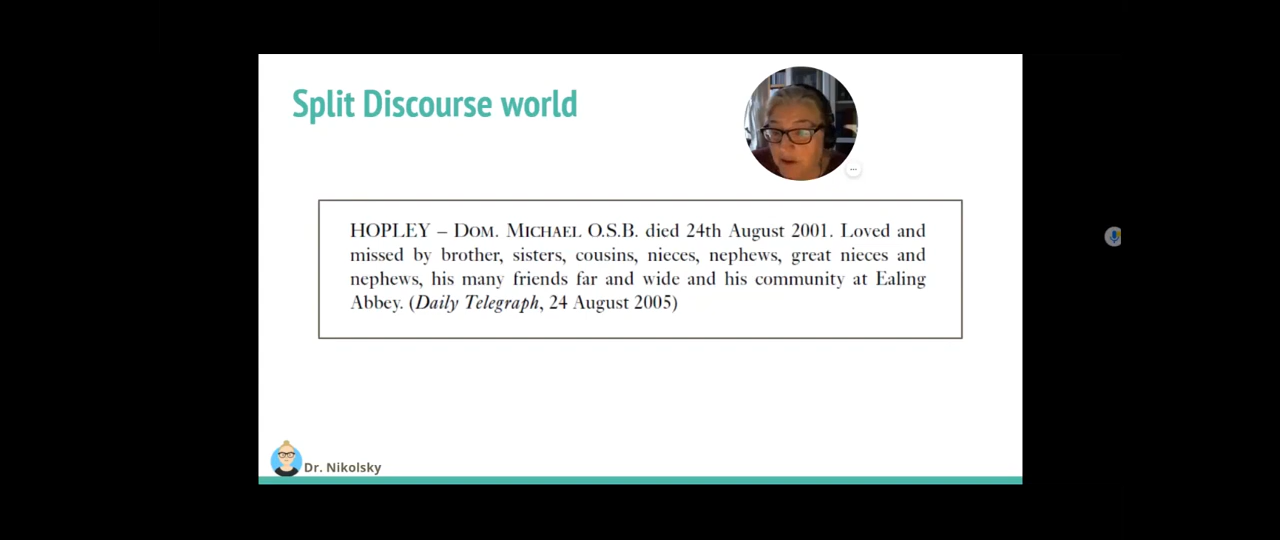 Split Discourse world
HOPLEY – DOM. MICHAEL O.S.B. died 24th August 2001. Loved and
missed by brother, sisters, cousins, nieces, nephews, great nieces and
nephews, his many friends far and wide and his community at Ealing
Abbey. (Daily Telegraph, 24 August 2005)
Dr. Nikolsky